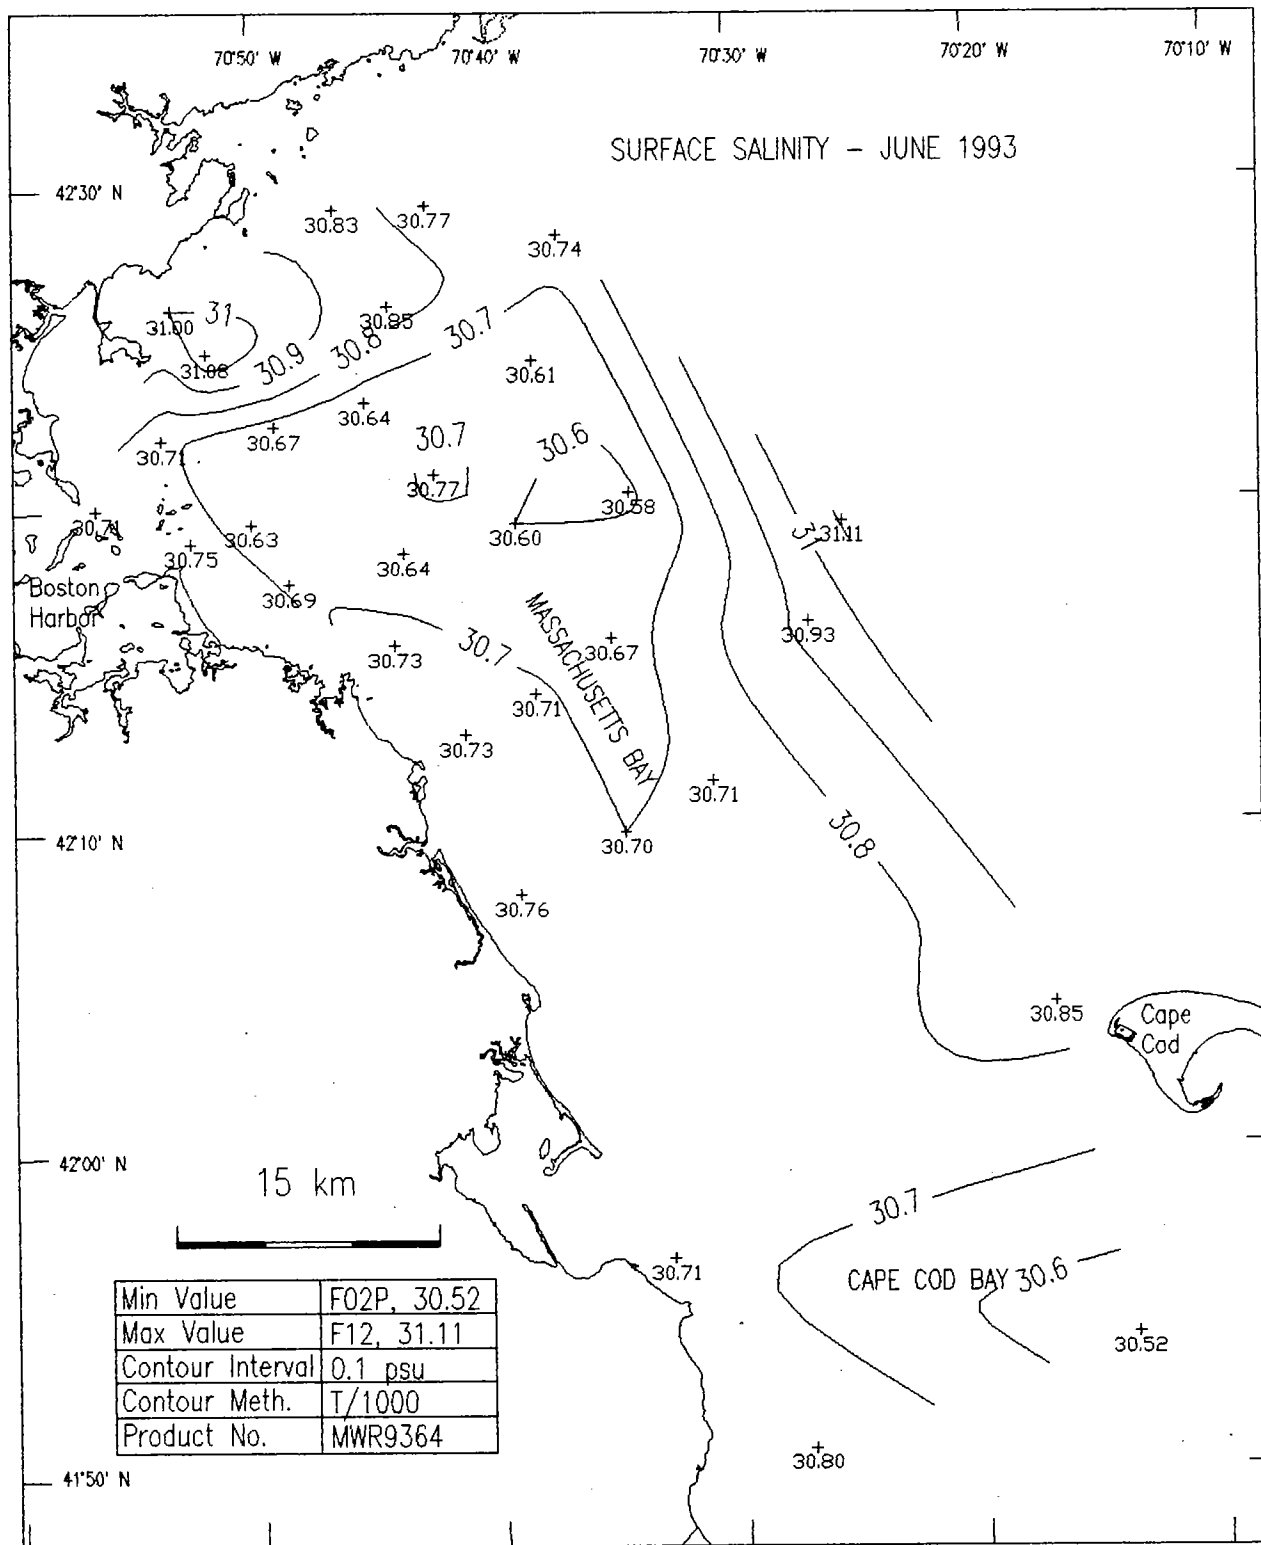 70°50' W 70°40' W 70°30' W 70°20' W 70°10' W
SURFACE SALINITY – JUNE 1993
42°30' N
30.83 30.77
30.74
31.00 31 30.85
30.7
30.8
31.08 30.9
30.61
30.64
30.67 30.7 30.6
30.71
30.77
30.58
30.71 30.63 30.60 31 31.11
30.75 30.64
Boston
Harbor
30.69
MASSACHUSETTS BAY
30.93
30.73 30.7 30.67
30.71
30.73
30.71
42°10' N 30.70 30.8
30.76
30.85 Cape
Cod
42°00' N
15 km
30.7
30.71 CAPE COD BAY 30.6
Min Value F02P, 30.52
Max Value F12, 31.11
30.52
Contour Interval 0.1 psu
Contour Meth. T/1000
Product No. MWR9364
30.80
41°50' N